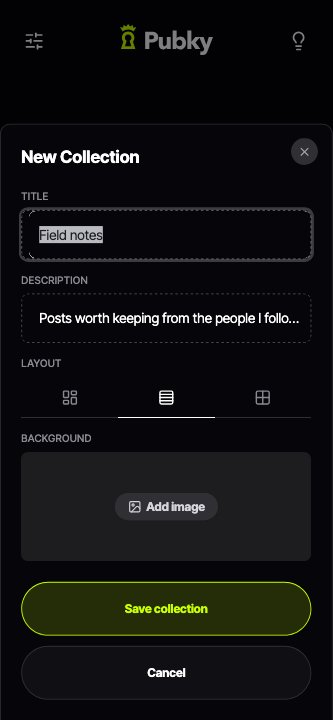 Pubky
New Collection
TITLE
Field notes
DESCRIPTION
Posts worth keeping from the people I follo...
LAYOUT
BACKGROUND
Add image
Save collection
Cancel